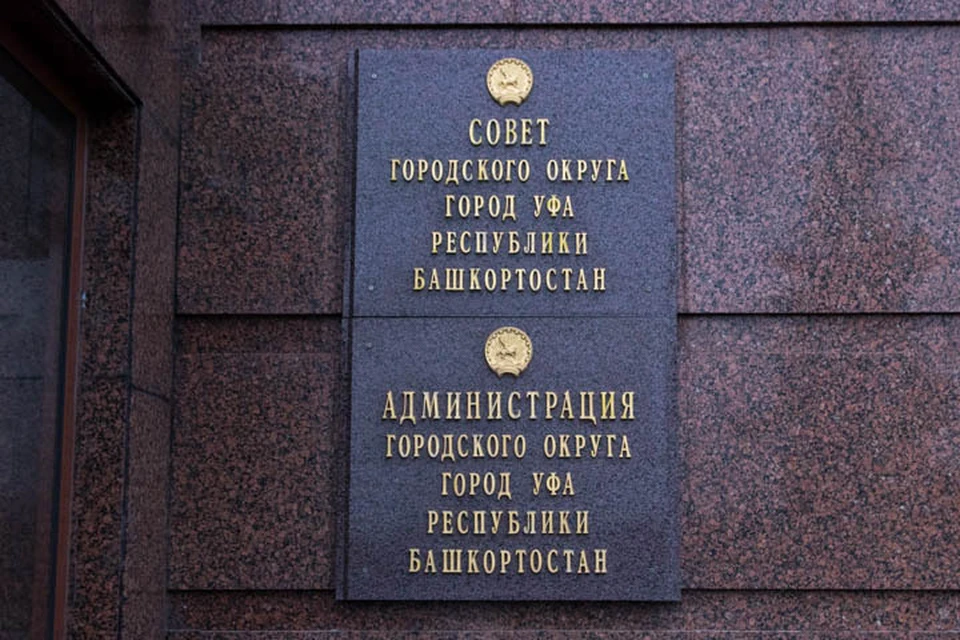 СОВЕТ
ГОРОДСКОГО ОКРУГА
ГОРОД УФА
РЕСПУБЛИКИ
БАШКОРТОСТАН
АДМИНИСТРАЦИЯ
ГОРОДСКОГО ОКРУГА
ГОРОД УФА
РЕСПУБЛИКИ
БАШКОРТОСТАН